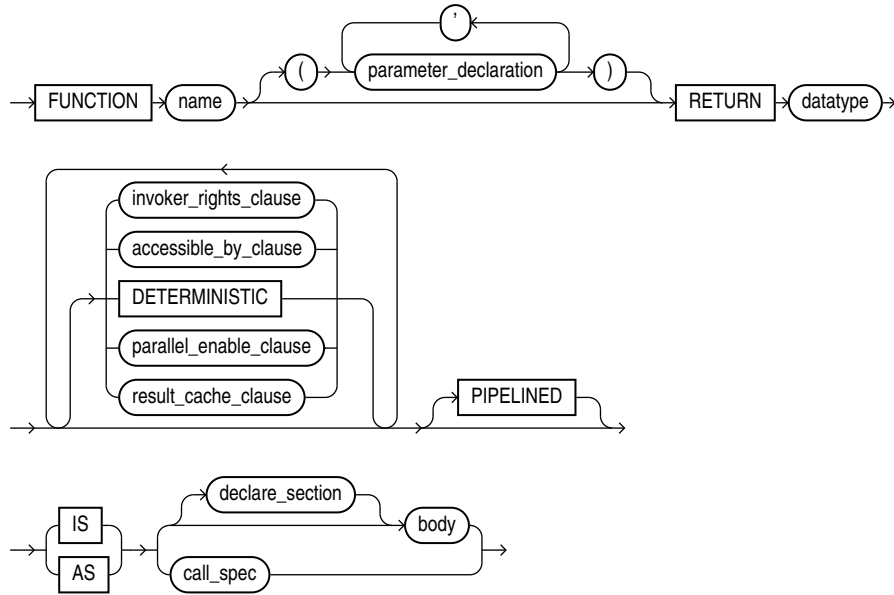 ,
( parameter_declaration )
FUNCTION name RETURN datatype
invoker_rights_clause
accessible_by_clause
DETERMINISTIC
parallel_enable_clause
result_cache_clause
PIPELINED
declare_section
IS body
AS call_spec